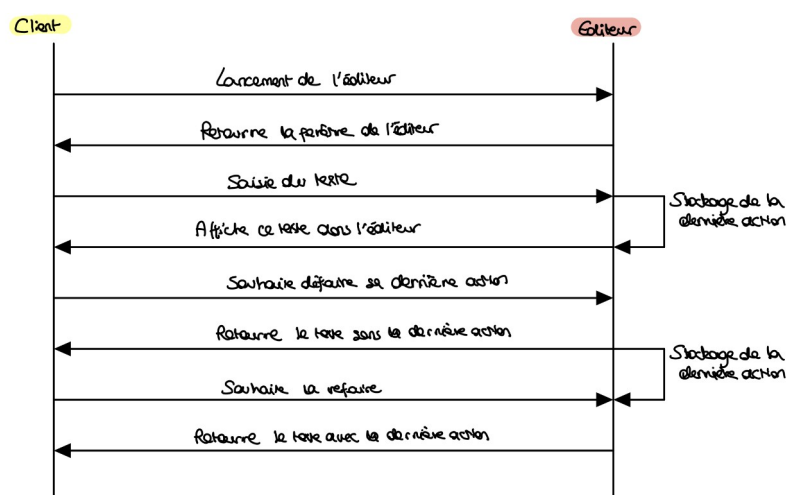 Client
Editeur
Lancement de l'éditeur
Retourne la fenêtre de l'éditeur
Saisie du texte
Stockage de la
dernière action
Affiche ce texte dans l'éditeur
Souhaite défaire sa dernière action
Retourne le texte sans la dernière action
Stockage de la
dernière action
Souhaite la refaire
Retourne le texte avec la dernière action